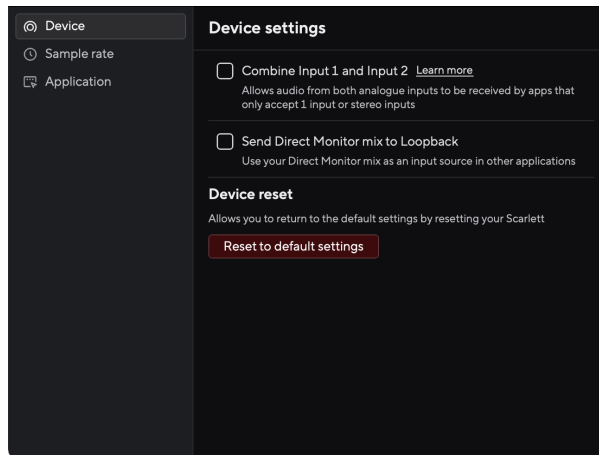 Device
Sample rate
Application
Device settings
Combine Input 1 and Input 2 Learn more
Allows audio from both analogue inputs to be received by apps that
only accept 1 input or stereo inputs
Send Direct Monitor mix to Loopback
Use your Direct Monitor mix as an input source in other applications
Device reset
Allows you to return to the default settings by resetting your Scarlett
Reset to default settings